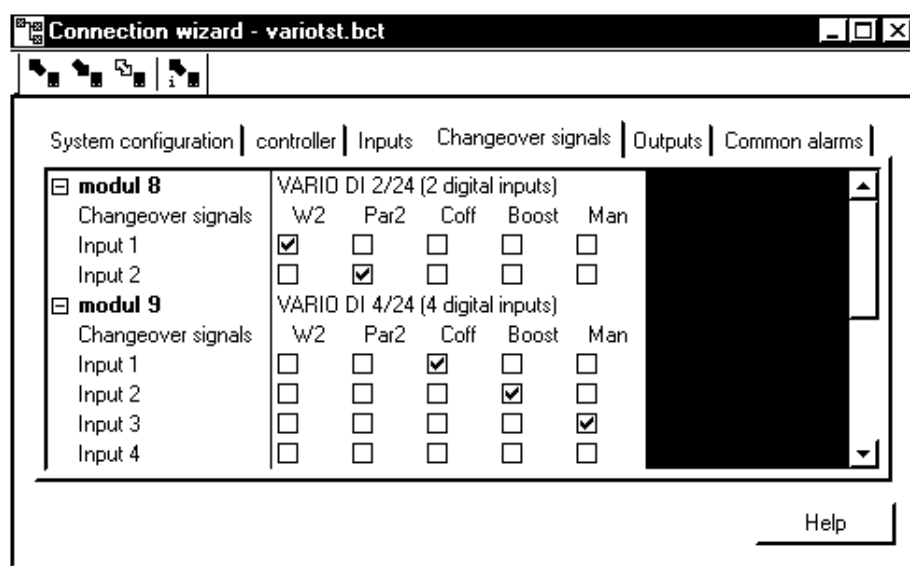 Connection wizard - variotst.bct
i
System configuration controller Inputs Changeover signals Outputs Common alarms
modul 8 VARIO DI 2/24 (2 digital inputs)
Changeover signals W2 Par2 Coff Boost Man
Input 1
Input 2
modul 9 VARIO DI 4/24 (4 digital inputs)
Changeover signals W2 Par2 Coff Boost Man
Input 1
Input 2
Input 3
Input 4
Help